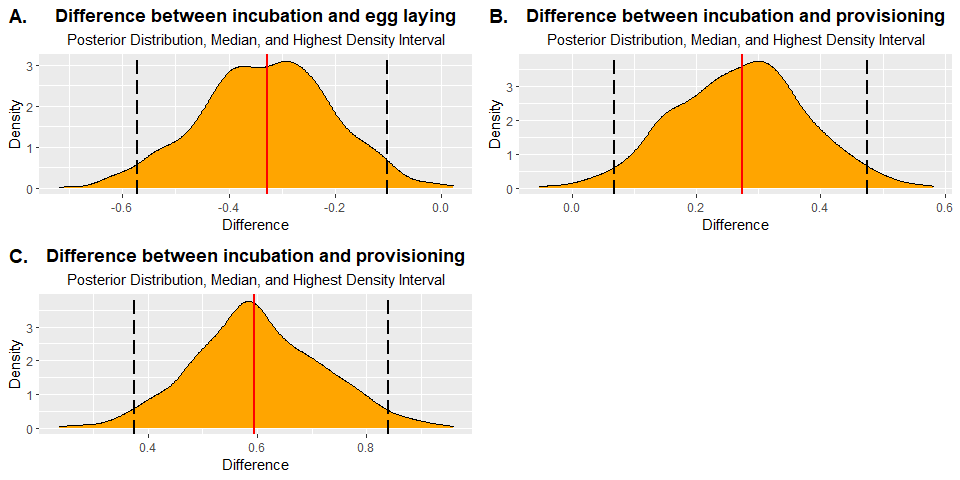 A. Difference between incubation and egg laying
Posterior Distribution, Median, and Highest Density Interval
3
2
1
0
Density
-0.6 -0.4 -0.2 0.0
Difference
B. Difference between incubation and provisioning
Posterior Distribution, Median, and Highest Density Interval
3
2
1
0
Density
0.0 0.2 0.4 0.6
Difference
C. Difference between incubation and provisioning
Posterior Distribution, Median, and Highest Density Interval
3
2
1
0
Density
0.4 0.6 0.8
Difference